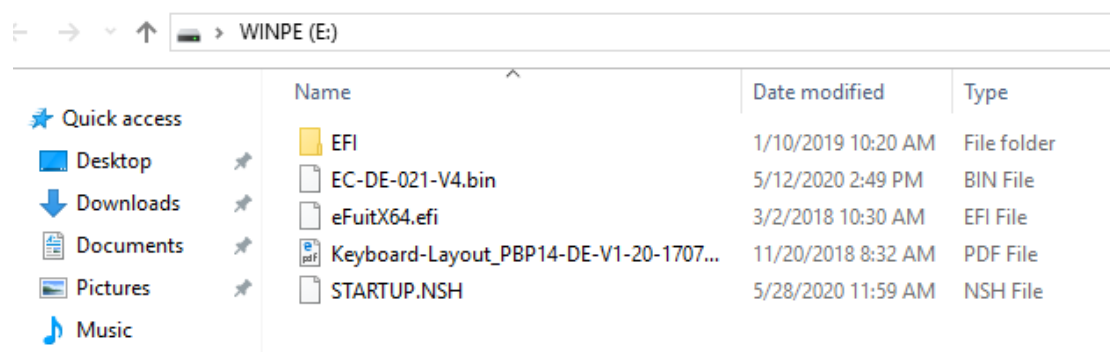 WINPE (E:)
Name Date modified Type
Quick access
Desktop
Downloads
Documents
Pictures
Music
EFI 1/10/2019 10:20 AM File folder
EC-DE-021-V4.bin 5/12/2020 2:49 PM BIN File
eFuitX64.efi 3/2/2018 10:30 AM EFI File
Keyboard-Layout_PBP14-DE-V1-20-1707... 11/20/2018 8:32 AM PDF File
STARTUP.NSH 5/28/2020 11:59 AM NSH File